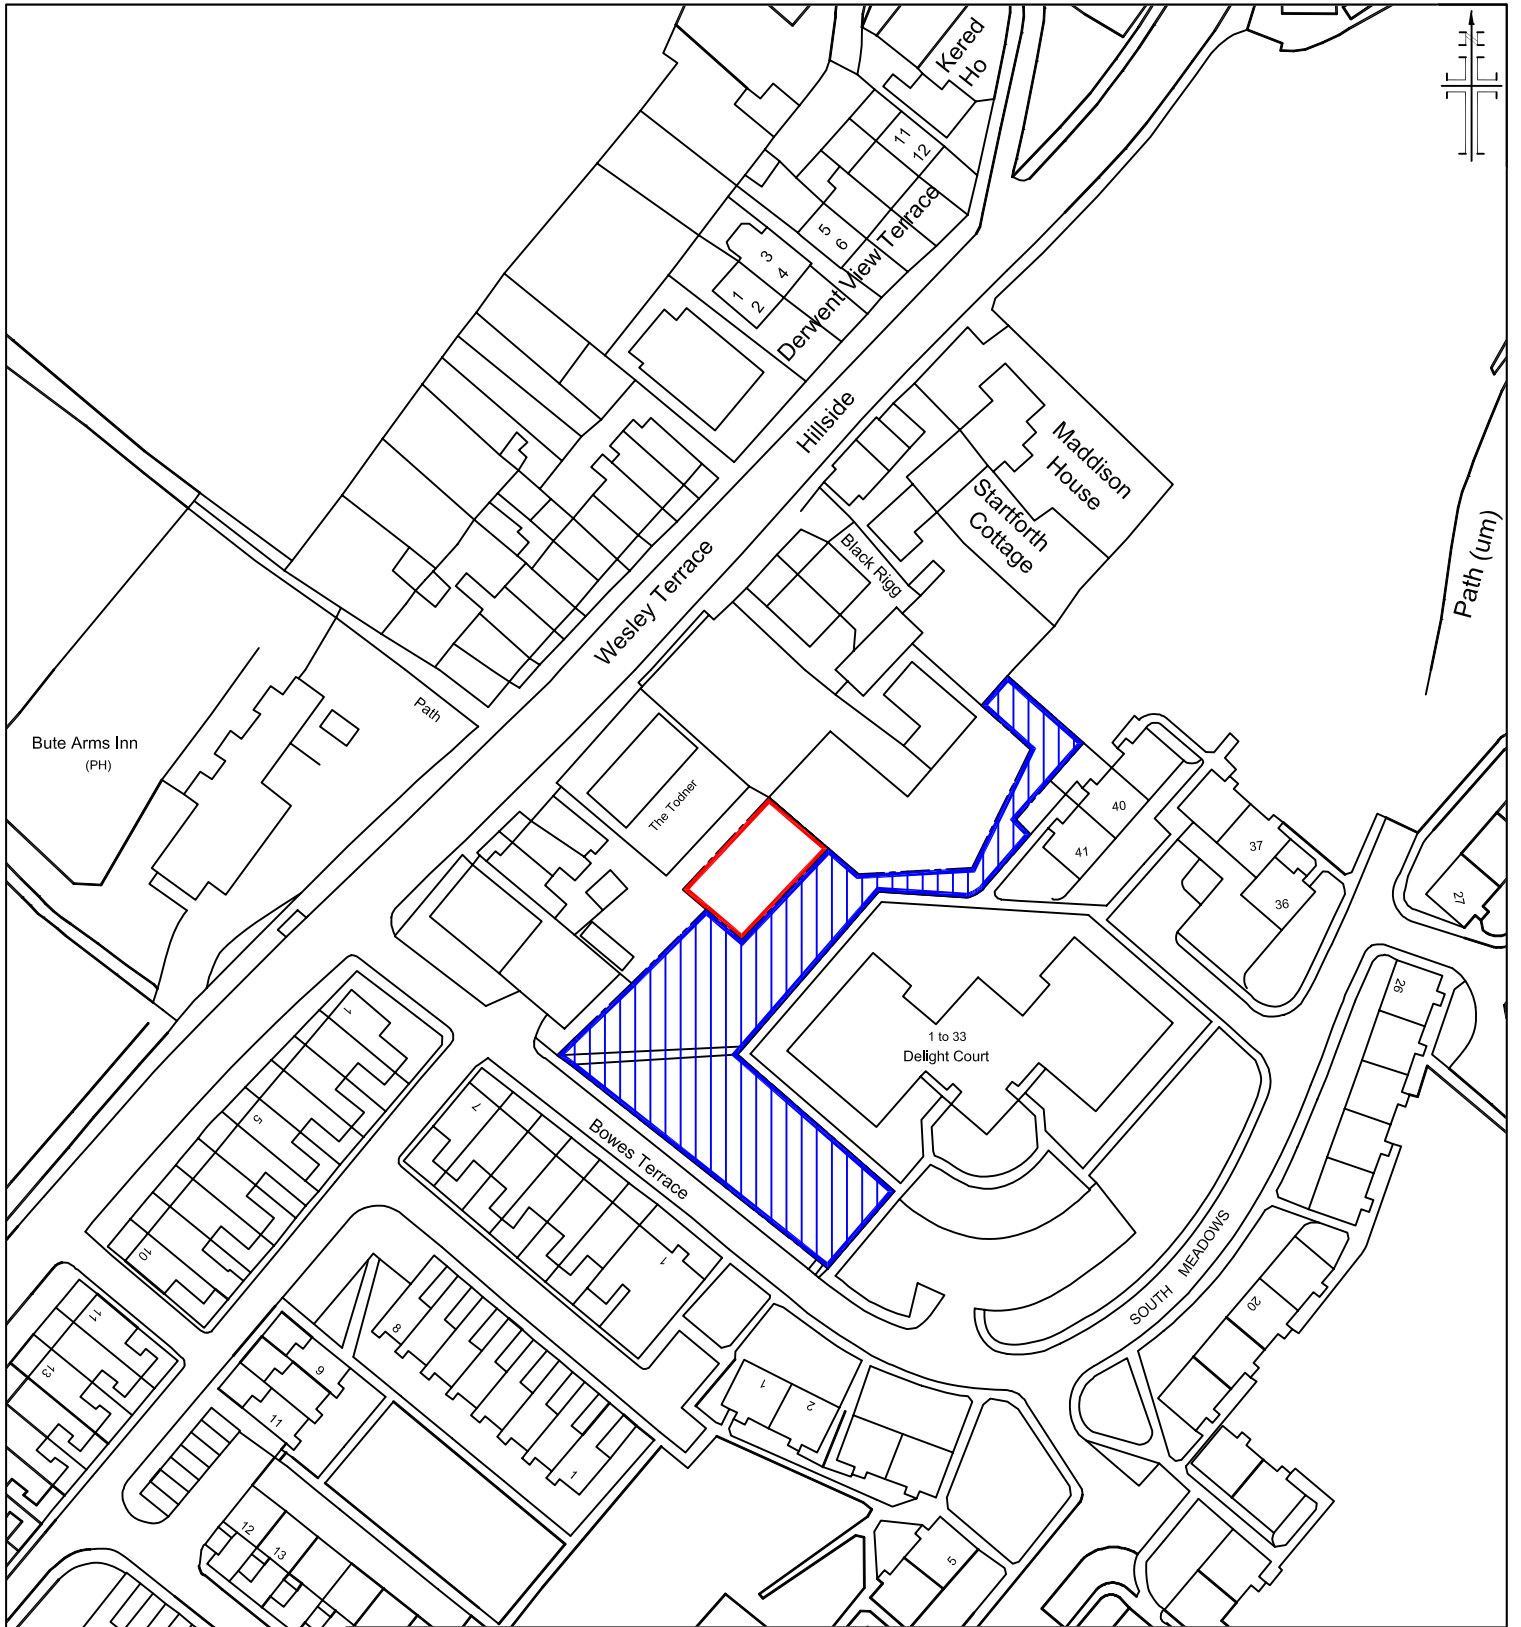 Kered
Ho
11
12
5
6
3
4
1
2
Derwent View Terrace
Hillside
Maddison
House
Startforth
Cottage
Black Rigg
Path (um)
Wesley Terrace
Path
Bute Arms Inn
(PH)
The Todner
40
41
37
36
27
26
1 to 33
Delight Court
1
5
10
7
Bowes Terrace
1
SOUTH MEADOWS
20
11
13
8
9
11
1
1
2
12
13
5
N